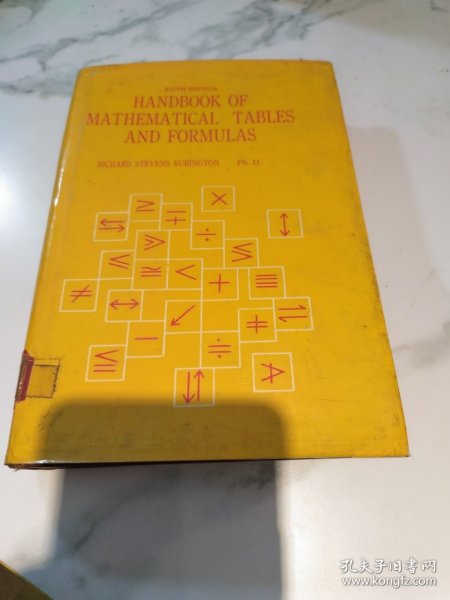 FIFTH EDITION
HANDBOOK OF
MATHEMATICAL TABLES
AND FORMULAS
RICHARD STEVENS BURINGTON Ph. D.
孔夫子旧书网
www.kongfz.com